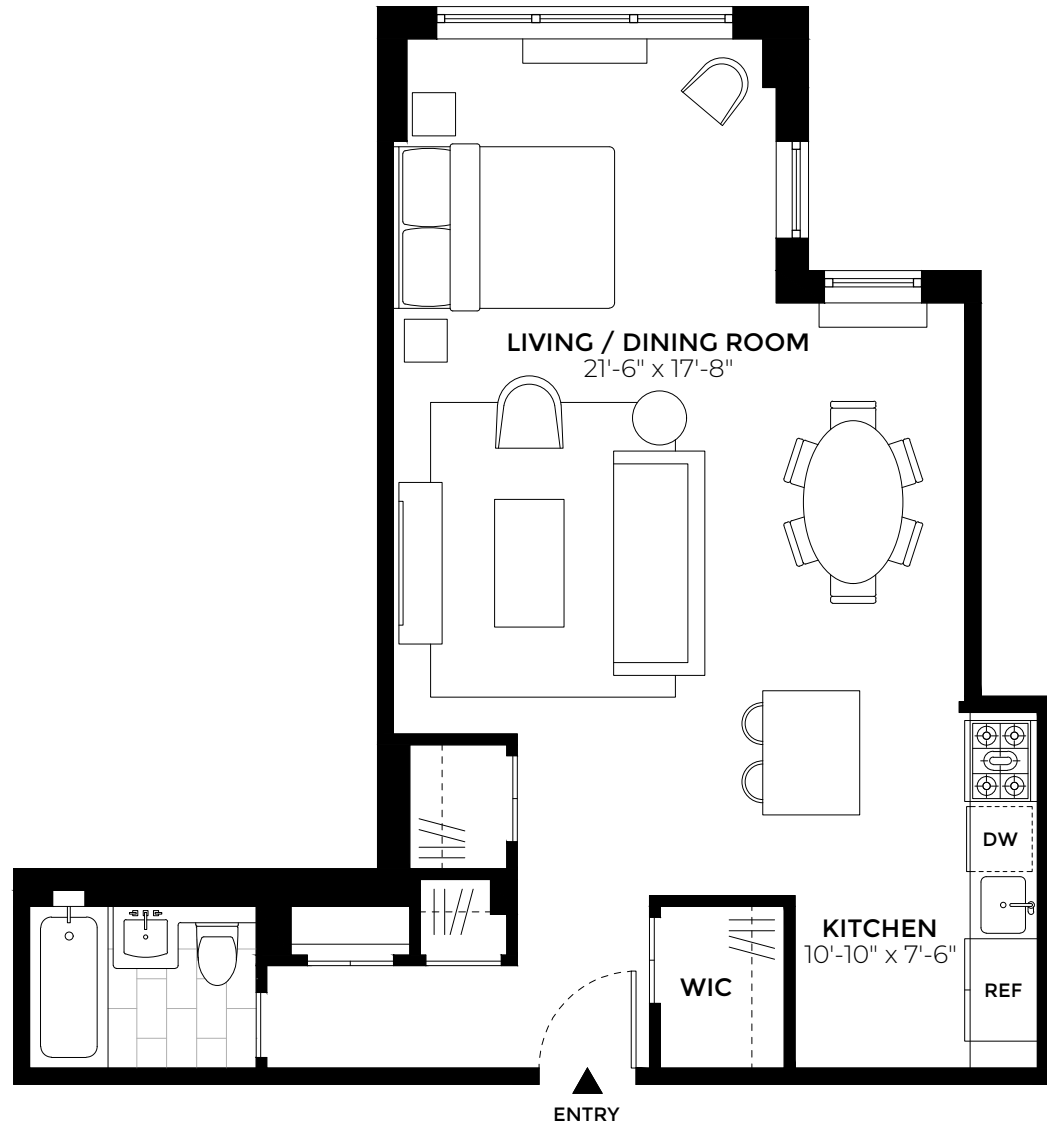 LIVING / DINING ROOM
21'-6" x 17'-8"
DW
KITCHEN
10'-10" x 7'-6"
WIC
REF
ENTRY